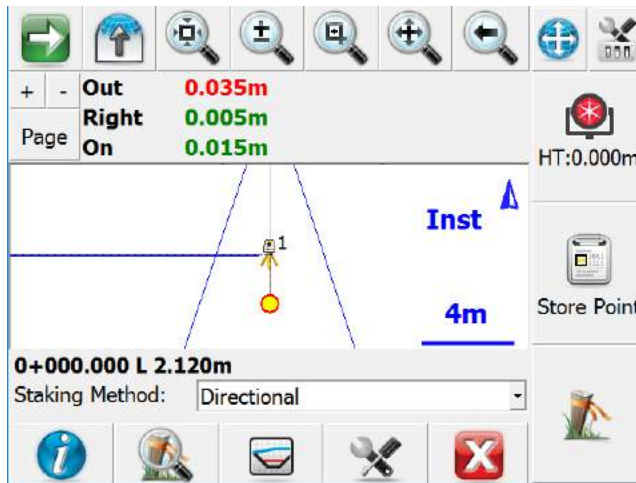 + - Out 0.035m
Right 0.005m
Page On 0.015m
HT:0.000m
1
Inst
4m
Store Point
0+000.000 L 2.120m
Staking Method: Directional